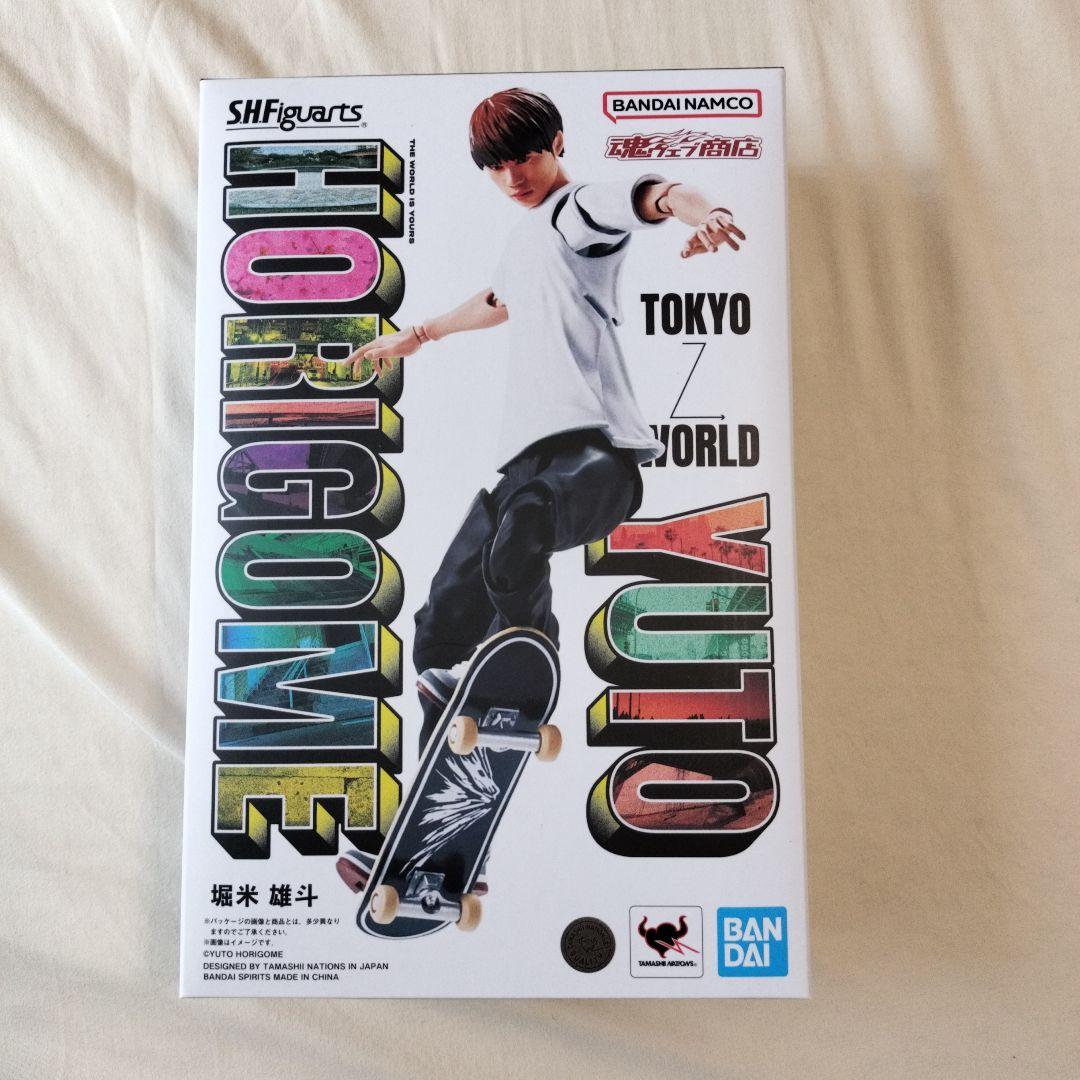 S.H.Figuarts®
BANDAI NAMCO
魂ウェブ商店
THE WORLD IS YOURS
HORIGOME
TOKYO
WORLD
YUTO
堀米 雄斗
※パッケージの画像と商品とは、多少異なり
ますのでご了承ください。
※画像はイメージです。
©YUTO HORIGOME
DESIGNED BY TAMASHII NATIONS IN JAPAN
BANDAI SPIRITS MADE IN CHINA
TAMASHII NATIONS®
BAN
DAI